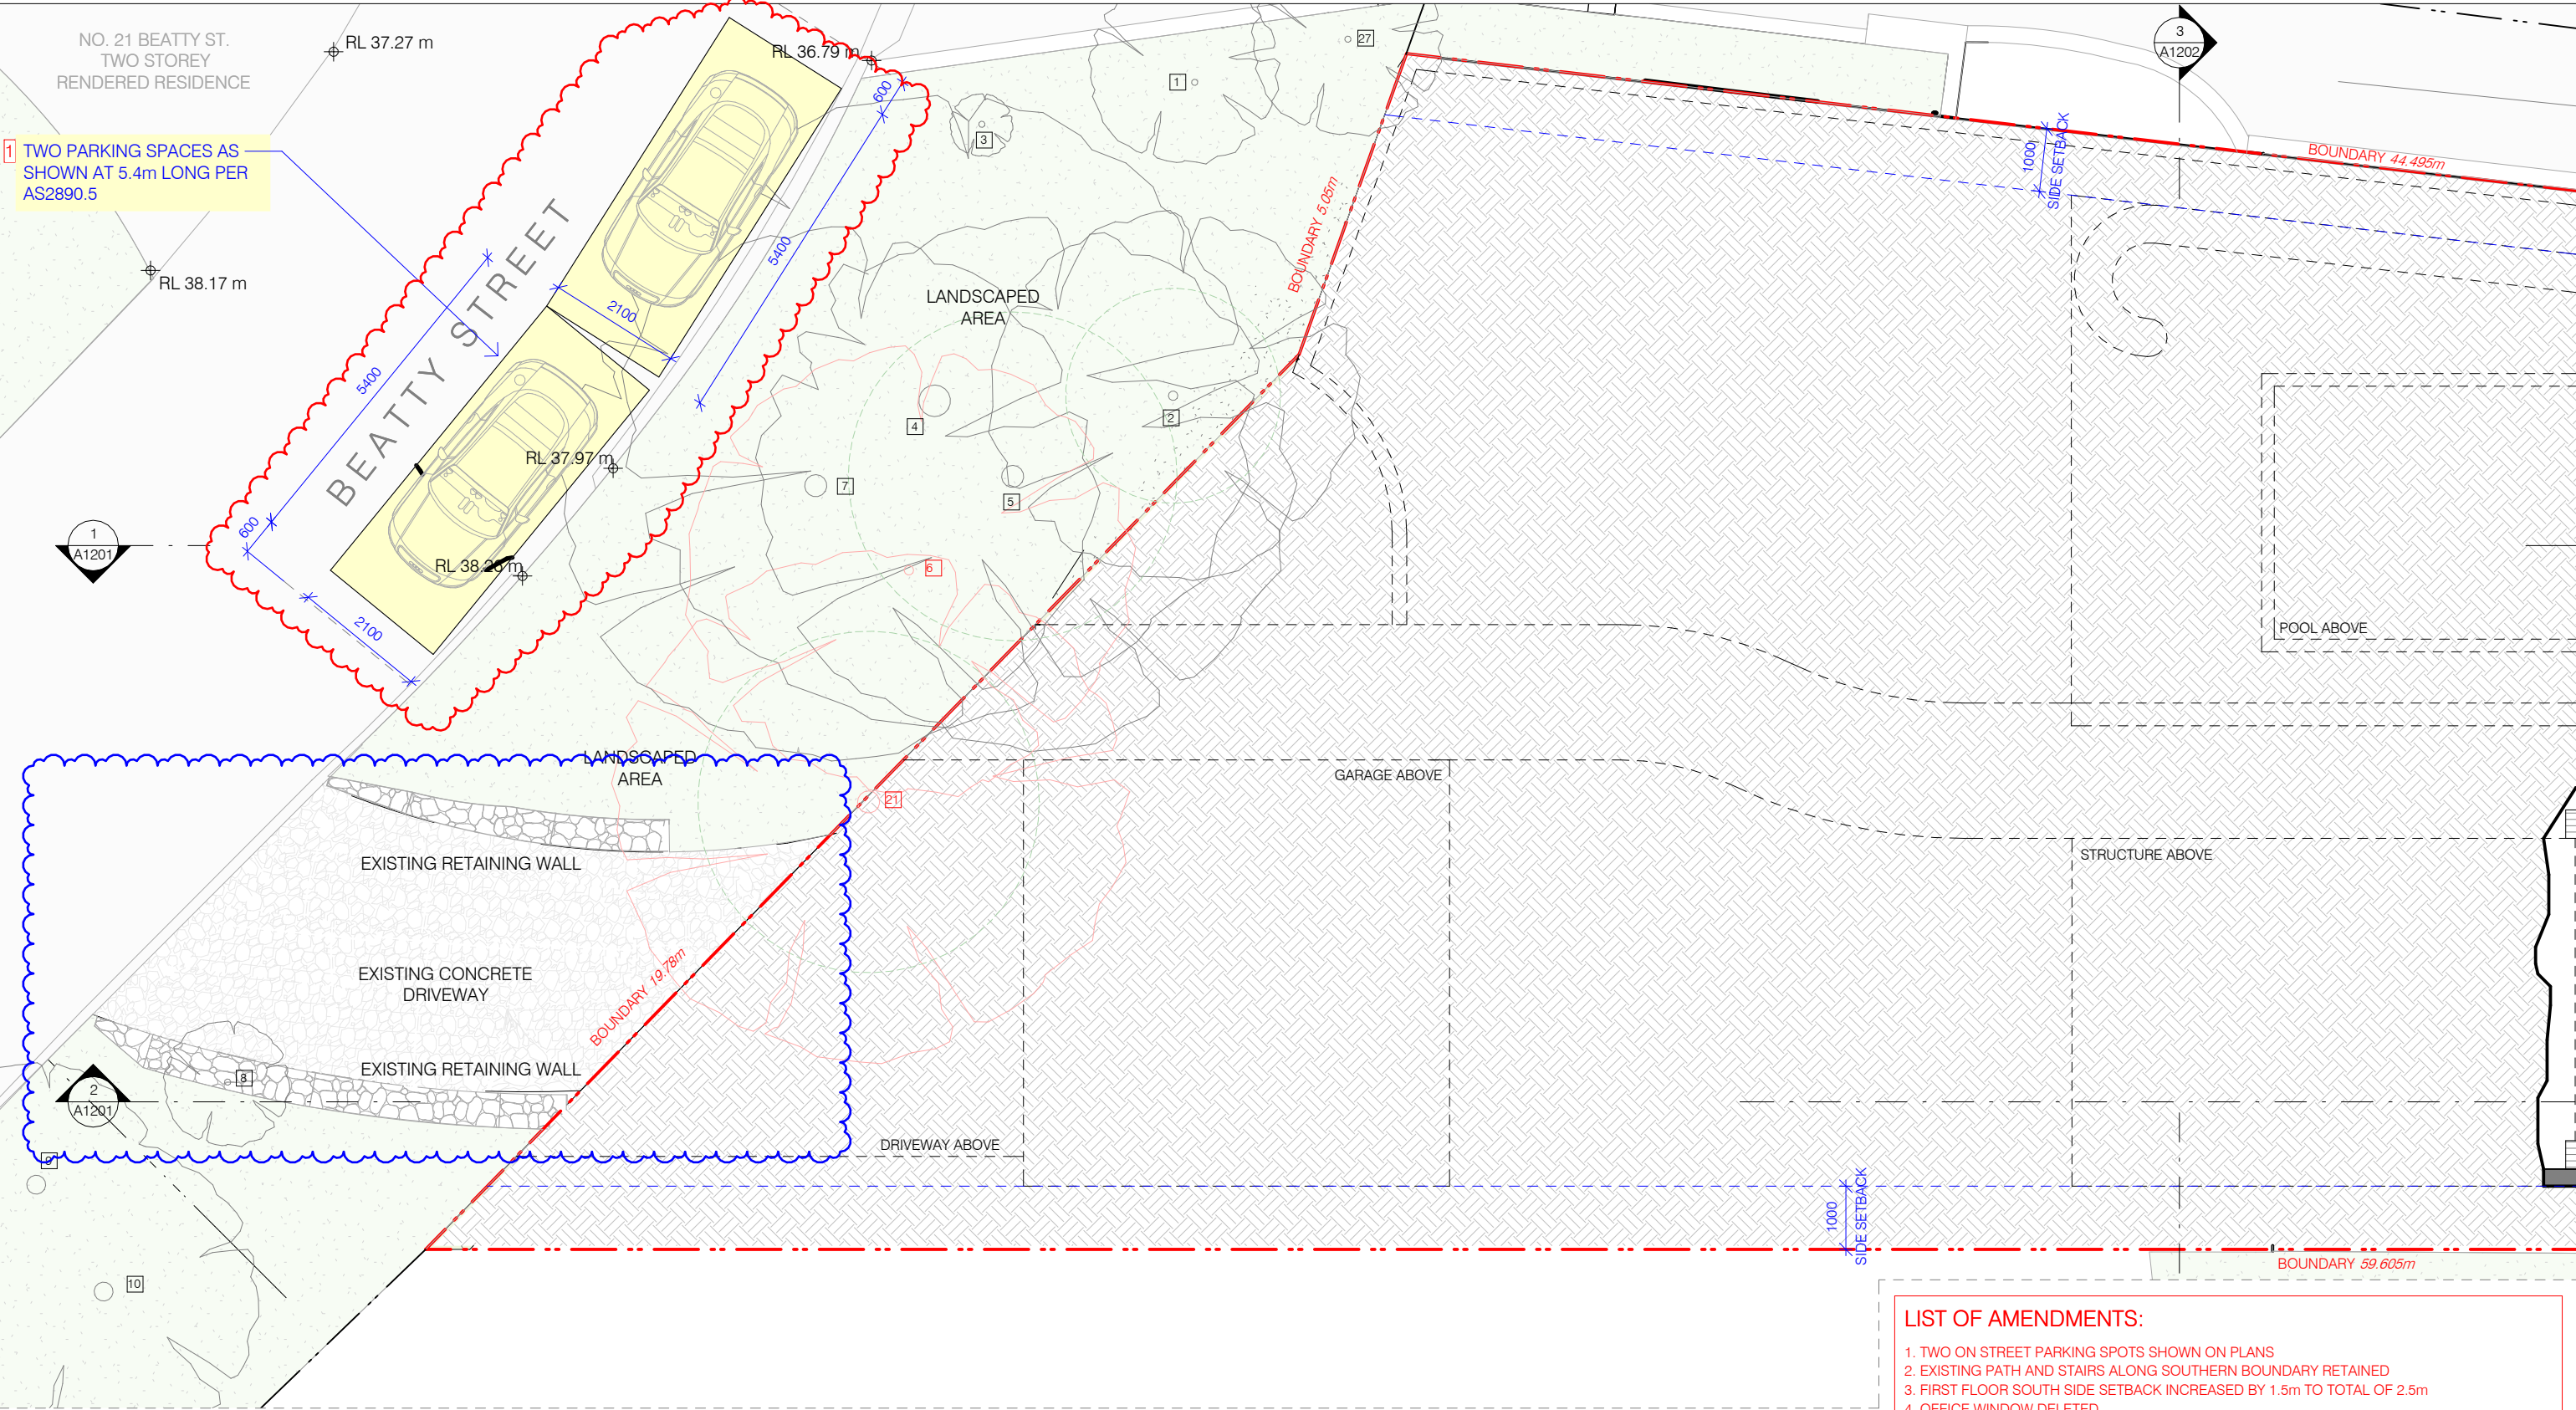 NO. 21 BEATTY ST.
TWO STOREY
RENDERED RESIDENCE
RL 37.27 m
RL 36.79 m
1
TWO PARKING SPACES AS
SHOWN AT 5.4m LONG PER
AS2890.5
RL 38.17 m
BEATTY STREET
600
5400
2100
5400
600
2100
RL 37.97 m
RL 38.28 m
1
A1201
27
1
3
LANDSCAPED
AREA
4
2
7
5
6
BOUNDARY 5.05m
3
A1202
1000
SIDE SETBACK
BOUNDARY 44.495m
POOL ABOVE
LANDSCAPED
AREA
21
GARAGE ABOVE
STRUCTURE ABOVE
EXISTING RETAINING WALL
EXISTING CONCRETE
DRIVEWAY
BOUNDARY 19.78m
EXISTING RETAINING WALL
8
2
A1201
9
10
DRIVEWAY ABOVE
1000
SIDE SETBACK
BOUNDARY 59.605m
LIST OF AMENDMENTS:
1. TWO ON STREET PARKING SPOTS SHOWN ON PLANS
2. EXISTING PATH AND STAIRS ALONG SOUTHERN BOUNDARY RETAINED
3. FIRST FLOOR SOUTH SIDE SETBACK INCREASED BY 1.5m TO TOTAL OF 2.5m
4. OFFICE WINDOW DELETED